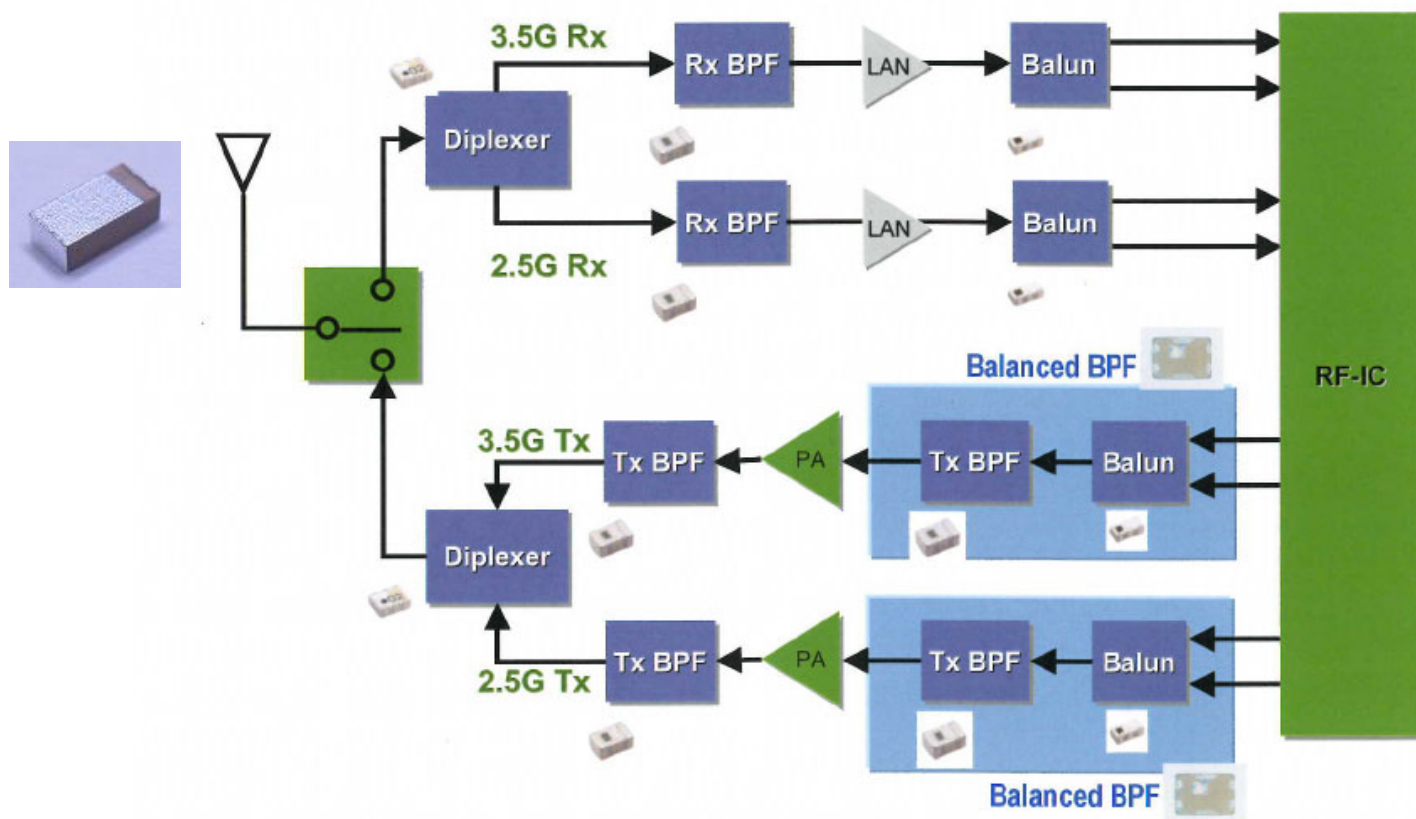 3.5G Rx
Rx BPF
LAN
Balun
Diplexer
Rx BPF
LAN
Balun
2.5G Rx
RF-IC
Balanced BPF
3.5G Tx
Tx BPF
PA
Tx BPF
Balun
Diplexer
Tx BPF
PA
Tx BPF
Balun
2.5G Tx
Balanced BPF